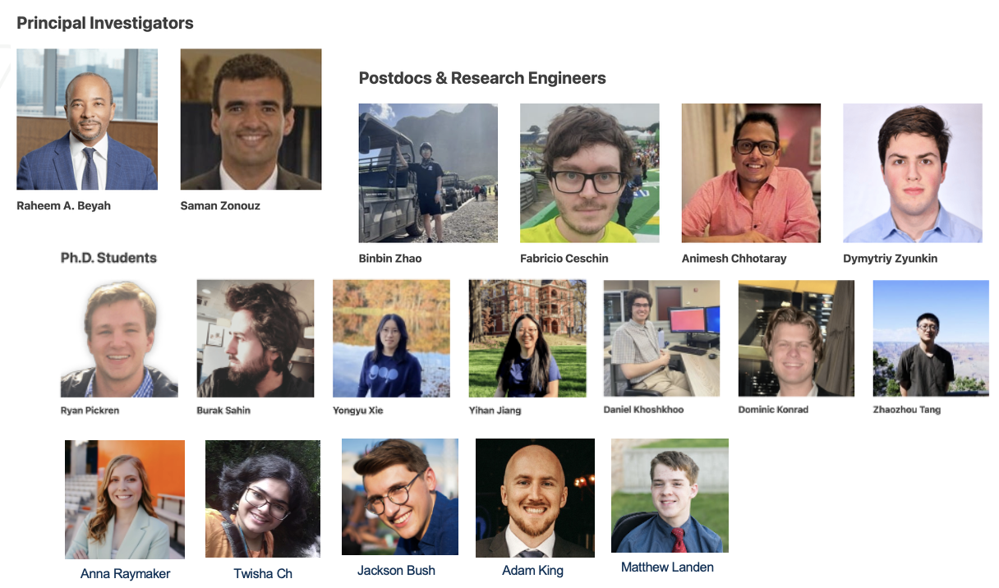 Principal Investigators
Raheem A. Beyah
Saman Zonouz
Postdocs & Research Engineers
Binbin Zhao
Fabricio Ceschin
Animesh Chhotaray
Dymytriy Zyunkin
Ph.D. Students
Ryan Pickren
Burak Sahin
Yongyu Xie
Yihan Jiang
Daniel Khoshkhoo
Dominic Konrad
Zhaozhou Tang
Anna Raymaker
Twisha Ch
Jackson Bush
Adam King
Matthew Landen